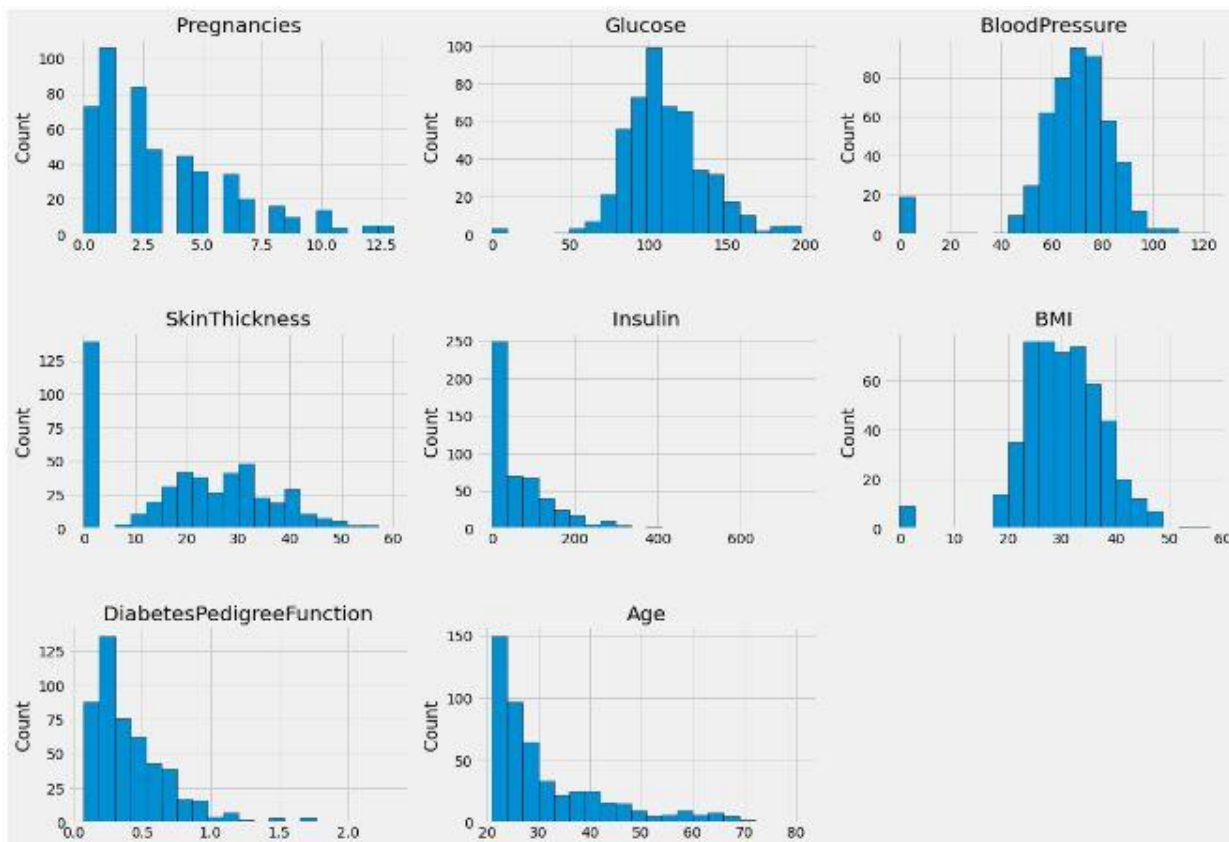 Pregnancies
Count
100
80
60
40
20
0
0.0 2.5 5.0 7.5 10.0 12.5
Glucose
Count
100
80
60
40
20
0
0 50 100 150 200
BloodPressure
Count
80
60
40
20
0
0 20 40 60 80 100 120
SkinThickness
Count
125
100
75
50
25
0
0 10 20 30 40 50 60
Insulin
Count
250
200
150
100
50
0
0 200 400 600
BMI
Count
60
40
20
0
0 10 20 30 40 50 60
DiabetesPedigreeFunction
Count
125
100
75
50
25
0
0.0 0.5 1.0 1.5 2.0
Age
Count
150
100
50
0
20 30 40 50 60 70 80